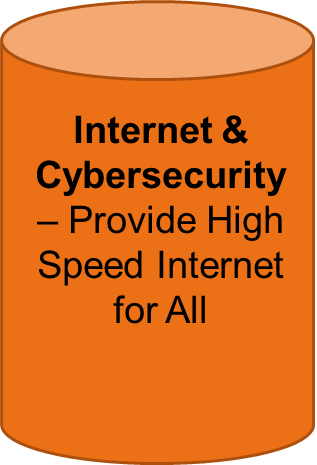 Internet &
Cybersecurity
– Provide High
Speed Internet
for All